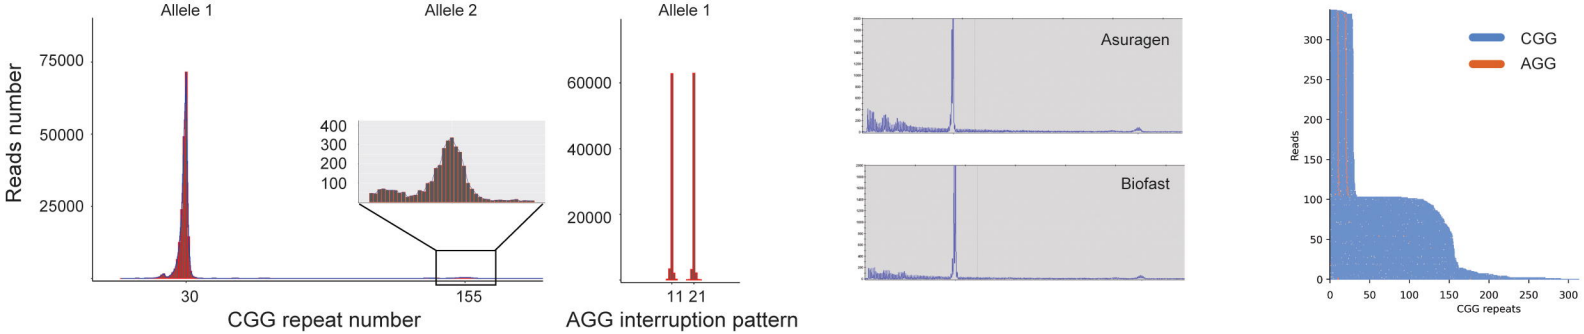 Allele 1
Allele 2
Reads number
75000
50000
25000
400
300
200
100
30
155
CGG repeat number
Allele 1
60000
40000
20000
11 21
AGG interruption pattern
Asuragen
Biofast
CGG
AGG
Reads
300
250
200
150
100
50
0
0 50 100 150 200 250 300
CGG repeats